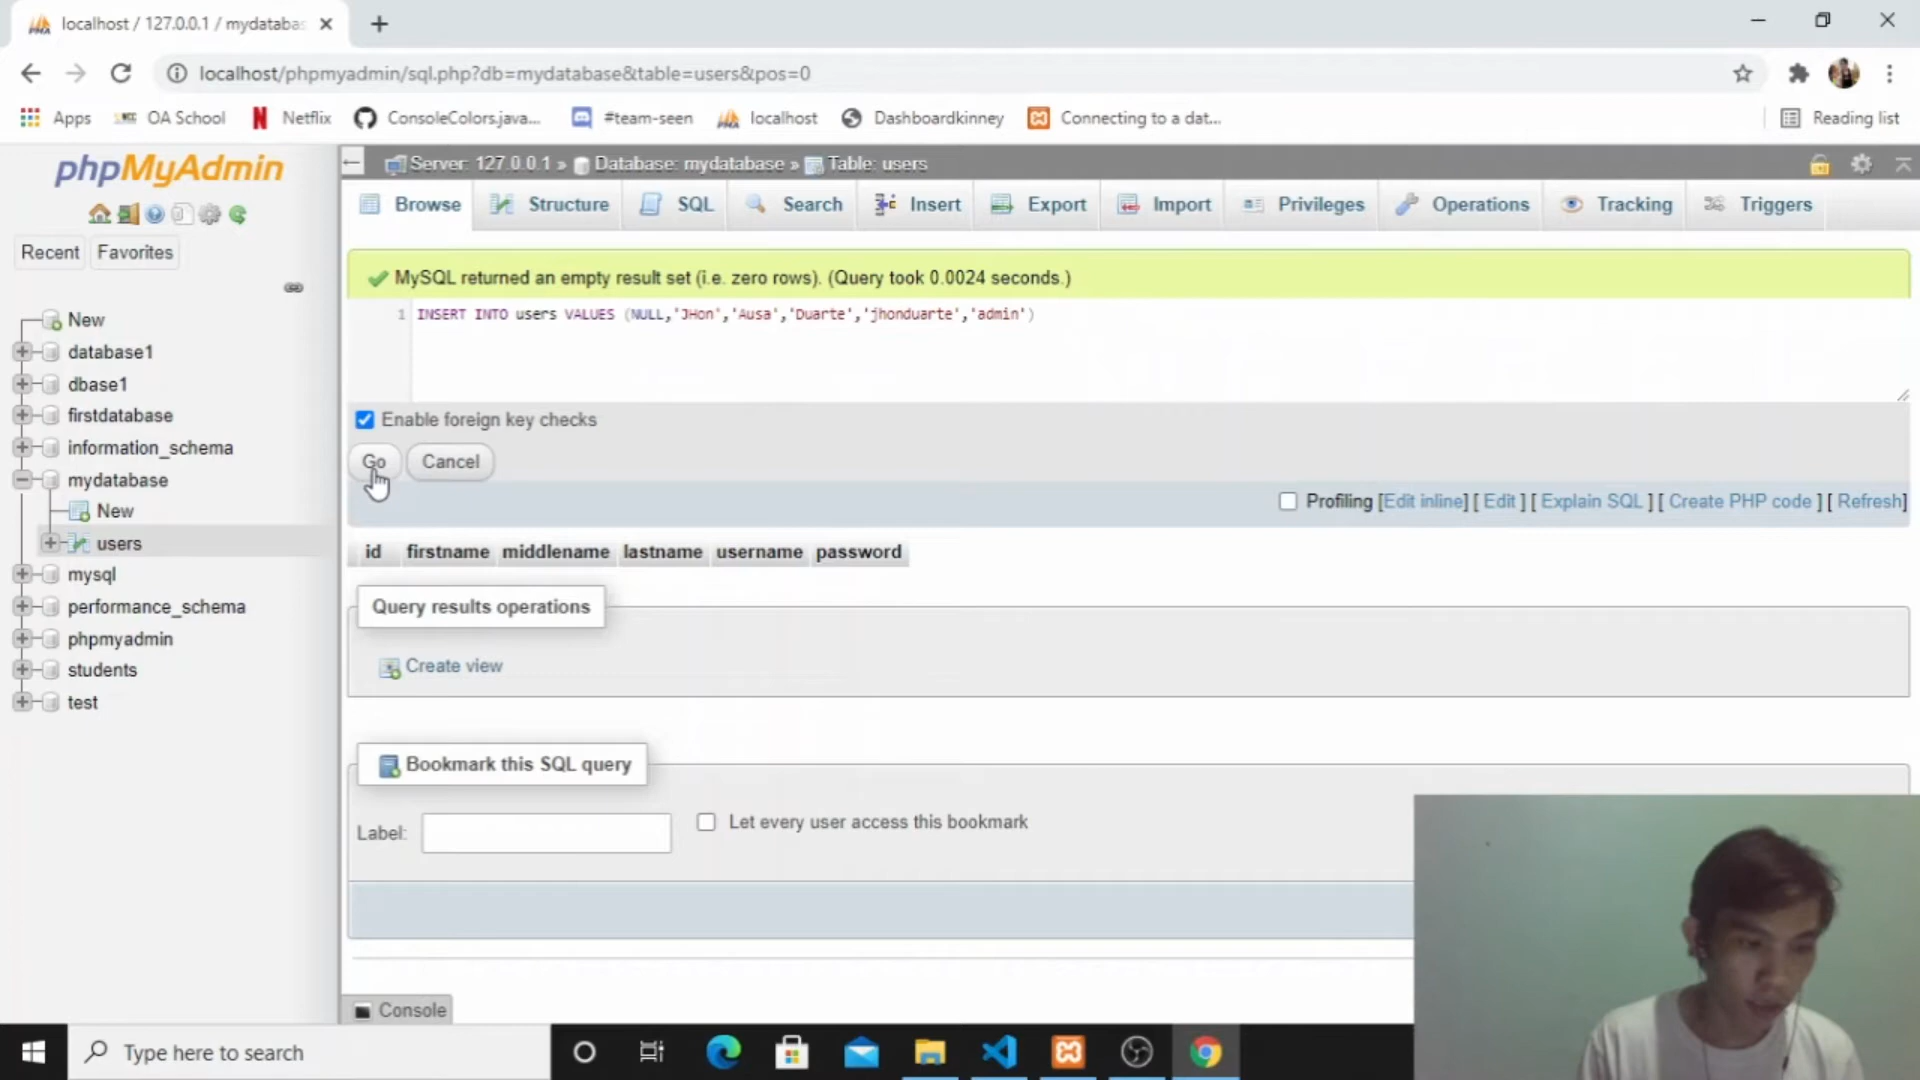 localhost / 127.0.0.1 / mydatabas
localhost/phpmyadmin/sql.php?db=mydatabase&table=users&pos=0
Apps OA School Netflix ConsoleColors.java... #team-seen localhost Dashboardkinney Connecting to a dat... Reading list
phpMyAdmin
Server: 127.0.0.1 » Database: mydatabase » Table: users
Browse Structure SQL Search Insert Export Import Privileges Operations Tracking Triggers
Recent Favorites
New
database1
dbase1
firstdatabase
information_schema
mydatabase
New
users
mysql
performance_schema
phpmyadmin
students
test
MySQL returned an empty result set (i.e. zero rows). (Query took 0.0024 seconds.)
1 INSERT INTO users VALUES (NULL,'JHon','Ausa','Duarte','jhonduarte','admin')
Enable foreign key checks
Go Cancel
Profiling [Edit inline] [ Edit ] [ Explain SQL ] [ Create PHP code ] [ Refresh]
id firstname middlename lastname username password
Query results operations
Create view
Bookmark this SQL query
Label: Let every user access this bookmark
Console
Type here to search